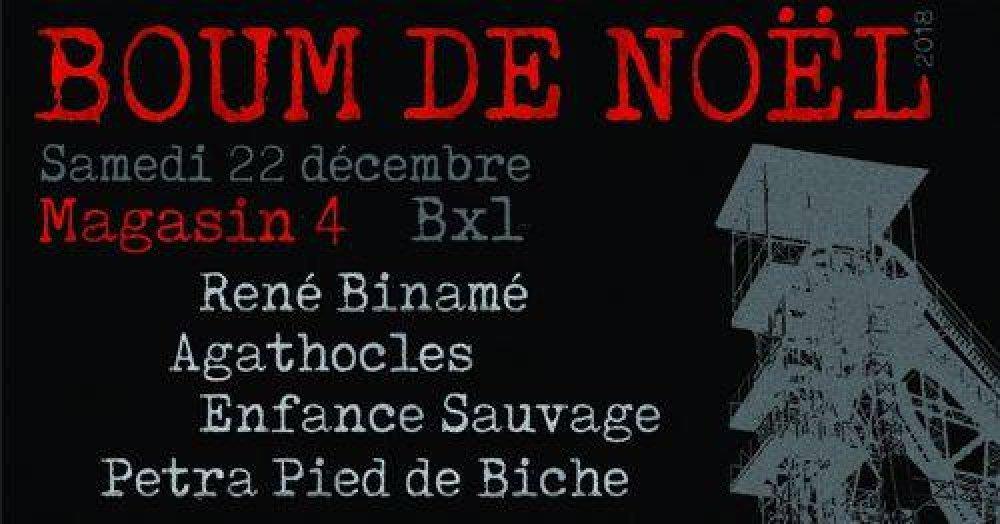 BOUM DE NOËL 2018
Samedi 22 décembre
Magasin 4 Bxl
René Binamé
Agathocles
Enfance Sauvage
Petra Pied de Biche